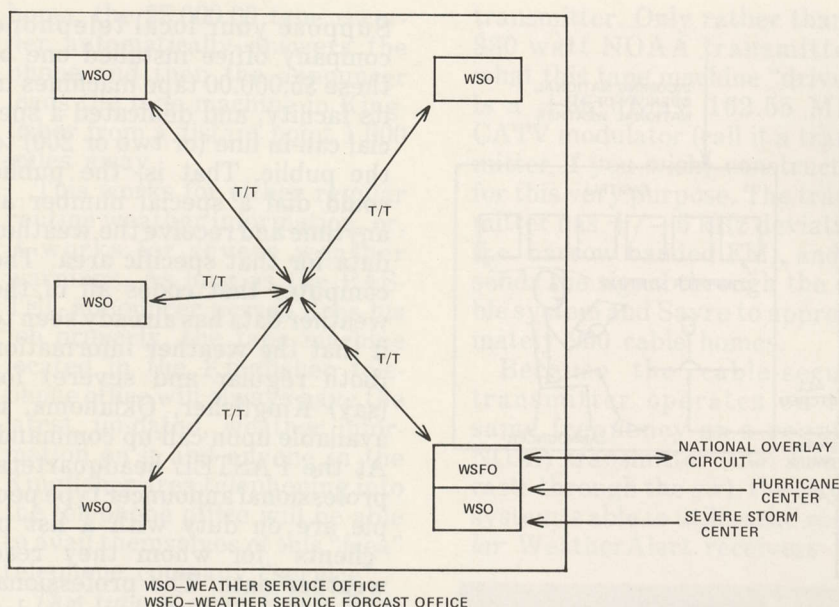 WSO
WSO
T/T
T/T
T/T
WSO
T/T
T/T
WSO
WSFO
WSO
NATIONAL OVERLAY
CIRCUIT
HURRICANE
CENTER
SEVERE STORM
CENTER
WSO–WEATHER SERVICE OFFICE
WSFO–WEATHER SERVICE FORCAST OFFICE